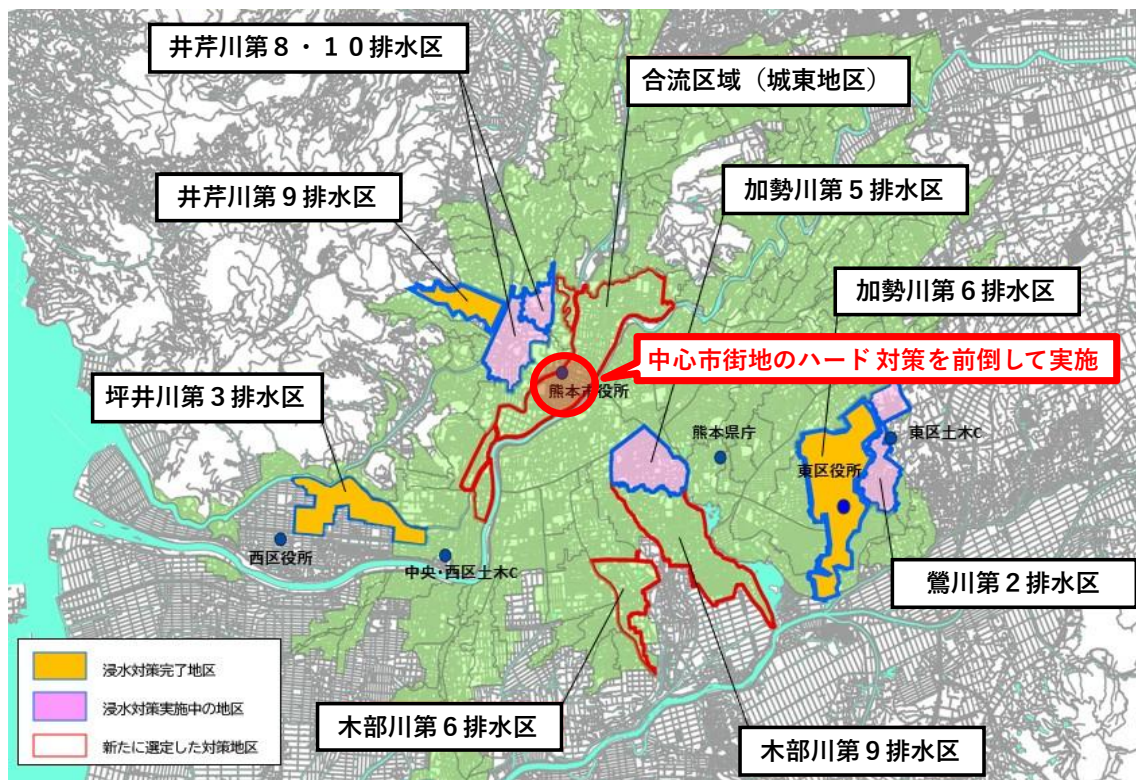 井芹川第８・１０排水区
合流区域（城東地区）
井芹川第９排水区
加勢川第５排水区
加勢川第６排水区
中心市街地のハード対策を前倒して実施
熊本市役所
坪井川第３排水区
熊本県庁
東区土木C
東区役所
西区役所
中央・西区土木C
鶯川第２排水区
浸水対策完了地区
浸水対策実施中の地区
新たに選定した対策地区
木部川第６排水区
木部川第９排水区